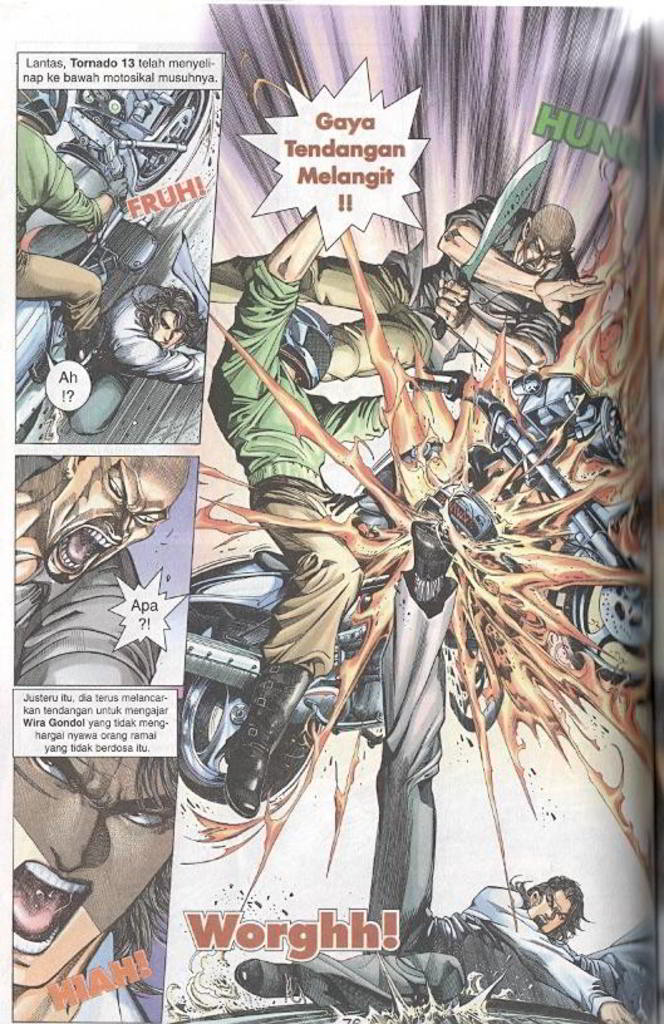 Lantas, Tornado 13 telah menyeli-
nap ke bawah motosikal musuhnya.
FRUH!
Ah
!?
Apa
?!
Justeru itu, dia terus melancar-
kan tendangan untuk mengajar
Wira Gondol yang tidak meng-
hargai nyawa orang ramai
yang tidak berdosa itu.
HIAH!
Gaya
Tendangan
Melangit
!!
Worghh!
76